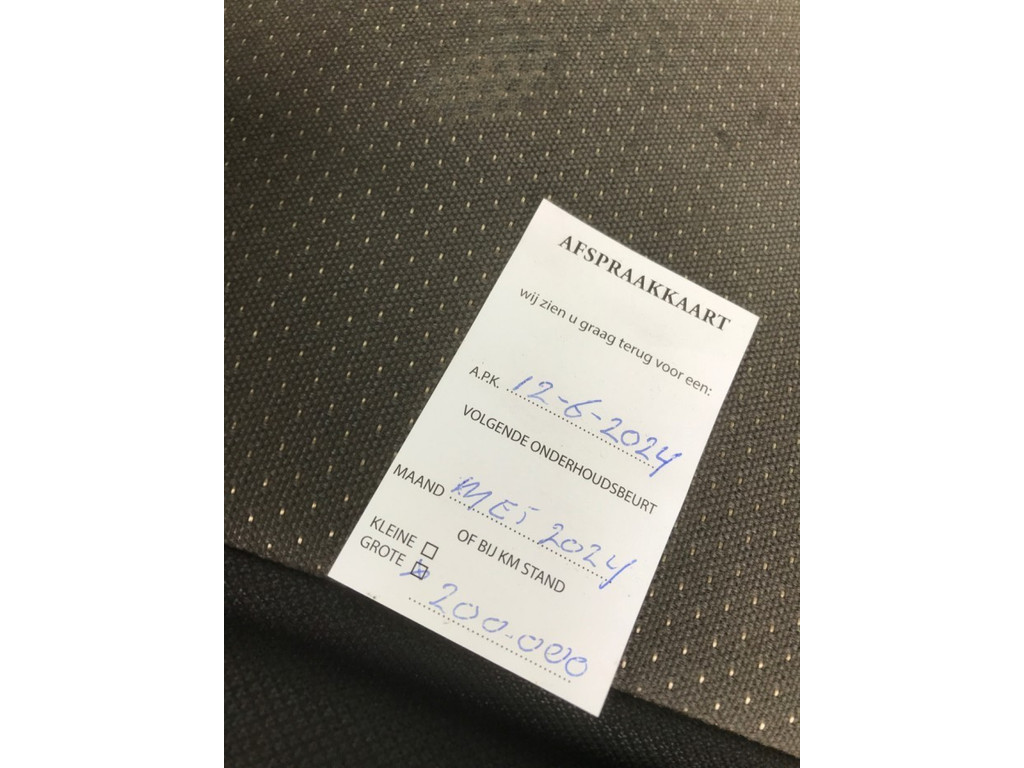 AFSPRAAKKAART
wij zien u graag terug voor een:
A.P.K. 12-6-2024
VOLGENDE ONDERHOUDSBEURT
MAAND MEi 2024
KLEINE ☐ OF BIJ KM STAND
GROTE ☒
200.000